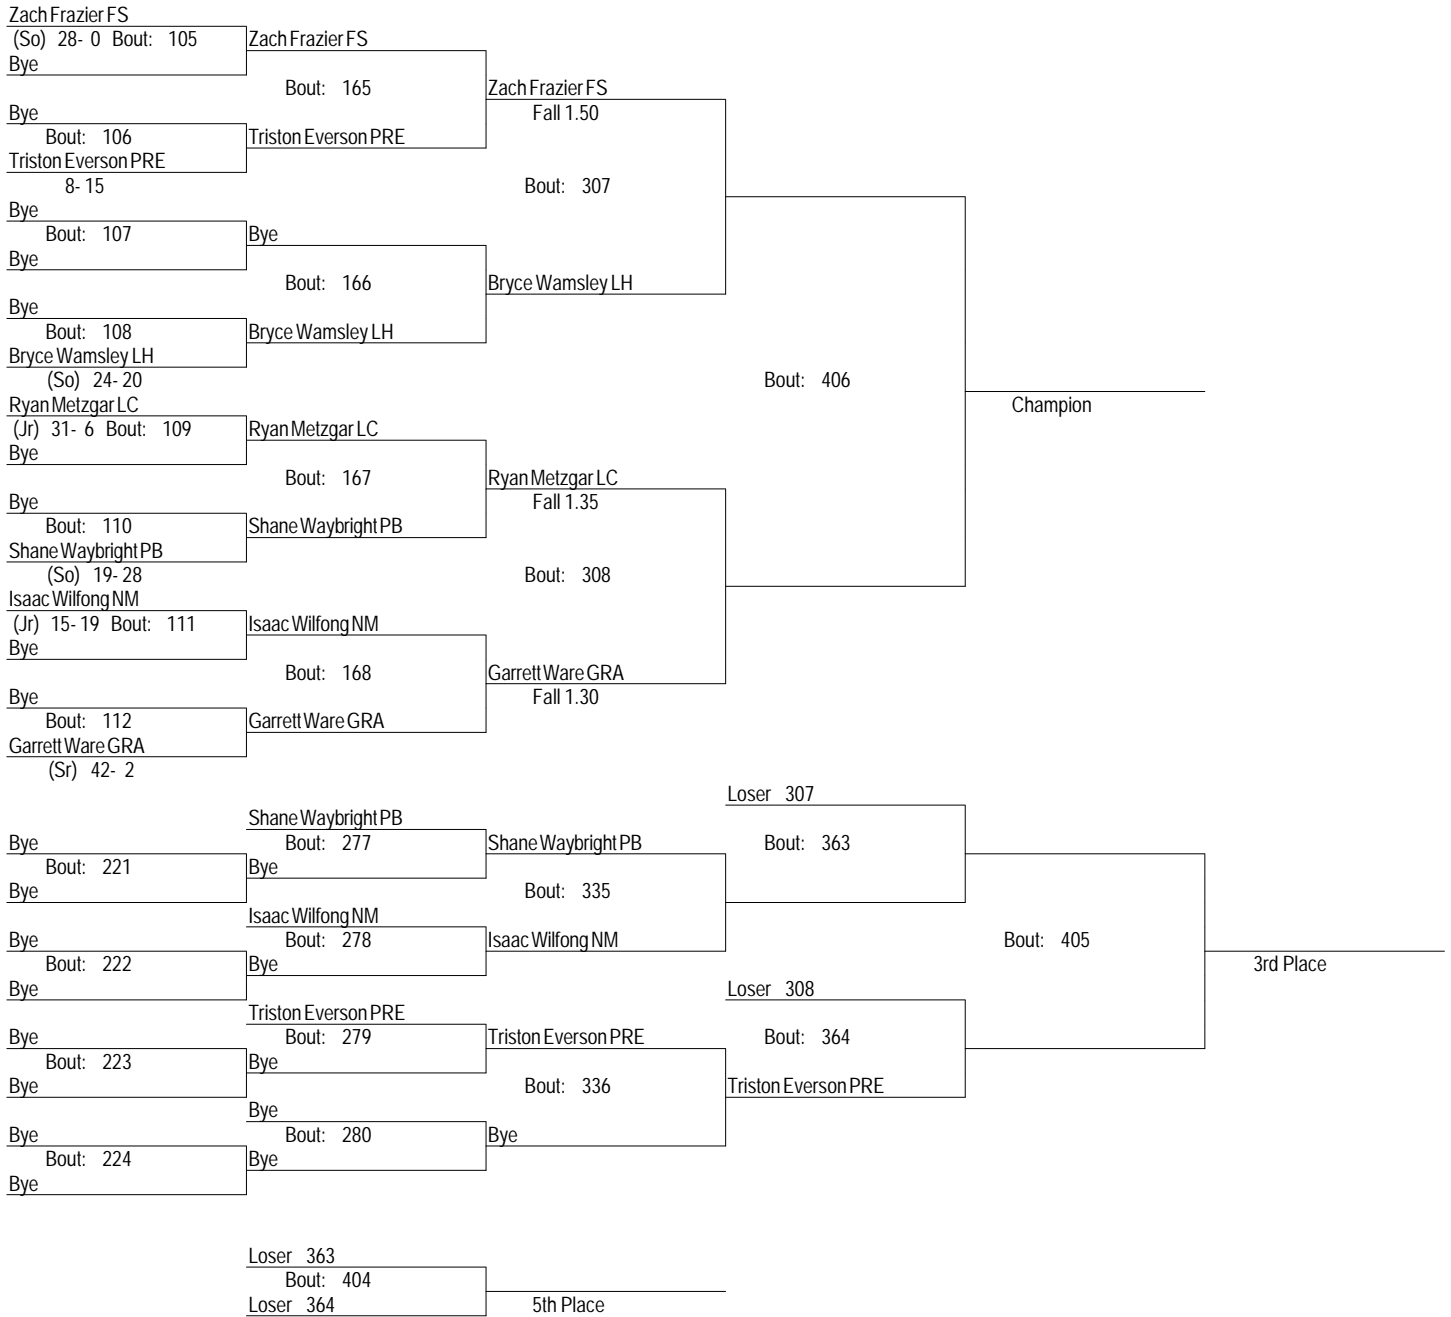 Zach Frazier FS
(So) 28- 0 Bout: 105 Zach Frazier FS
Bye
Bout: 165 Zach Frazier FS
Bye Fall 1.50
Bout: 106 Triston Everson PRE
Triston Everson PRE
8- 15 Bout: 307
Bye
Bout: 107 Bye
Bye
Bout: 166 Bryce Wamsley LH
Bye
Bout: 108 Bryce Wamsley LH
Bryce Wamsley LH
(So) 24- 20 Bout: 406
Ryan Metzgar LC Champion
(Jr) 31- 6 Bout: 109 Ryan Metzgar LC
Bye
Bout: 167 Ryan Metzgar LC
Bye Fall 1.35
Bout: 110 Shane Waybright PB
Shane Waybright PB
(So) 19- 28 Bout: 308
Isaac Wilfong NM
(Jr) 15- 19 Bout: 111 Isaac Wilfong NM
Bye
Bout: 168 Garrett Ware GRA
Bye Fall 1.30
Bout: 112 Garrett Ware GRA
Garrett Ware GRA
(Sr) 42- 2
Loser 307
Shane Waybright PB
Bye Bout: 277 Shane Waybright PB Bout: 363
Bout: 221 Bye
Bye Bout: 335
Isaac Wilfong NM
Bye Bout: 278 Isaac Wilfong NM Bout: 405
Bout: 222 Bye 3rd Place
Bye Loser 308
Triston Everson PRE
Bye Bout: 279 Triston Everson PRE Bout: 364
Bout: 223 Bye
Bye Bout: 336 Triston Everson PRE
Bye
Bye Bout: 280 Bye
Bout: 224 Bye
Bye
Loser 363
Bout: 404
Loser 364 5th Place